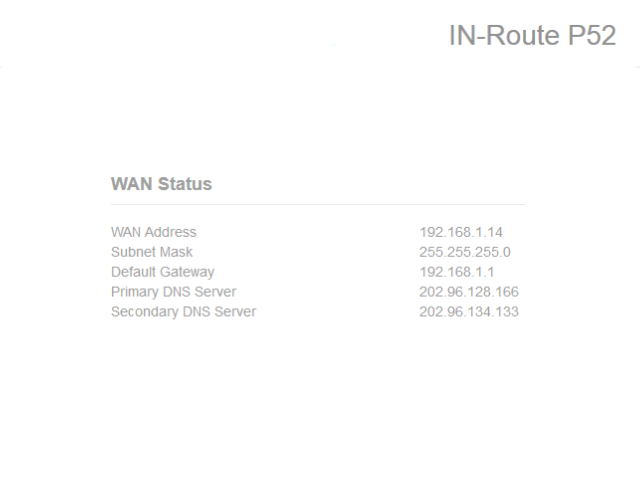 IN-Route P52
WAN Status
WAN Address 192.168.1.14
Subnet Mask 255.255.255.0
Default Gateway 192.168.1.1
Primary DNS Server 202.96.128.166
Secondary DNS Server 202.96.134.133